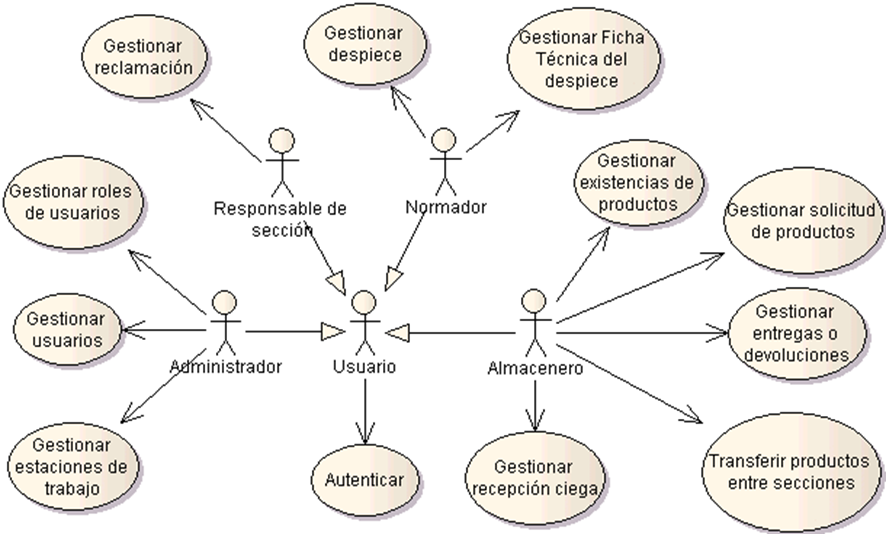 Gestionar
reclamación
Gestionar
despiece
Gestionar Ficha
Técnica del
despiece
Gestionar roles
de usuarios
Responsable de
sección
Normador
Gestionar
existencias de
productos
Gestionar solicitud
de productos
Gestionar
usuarios
Administrador
Usuario
Almacenero
Gestionar
entregas o
devoluciones
Gestionar
estaciones de
trabajo
Autenticar
Gestionar
recepción ciega
Transferir productos
entre secciones